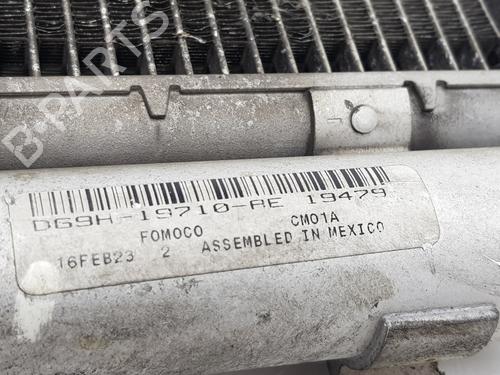 DG9H-19710-AE 19479
FOMOCO CM01A
16FEB23 2 ASSEMBLED IN MEXICO
B-PARTS